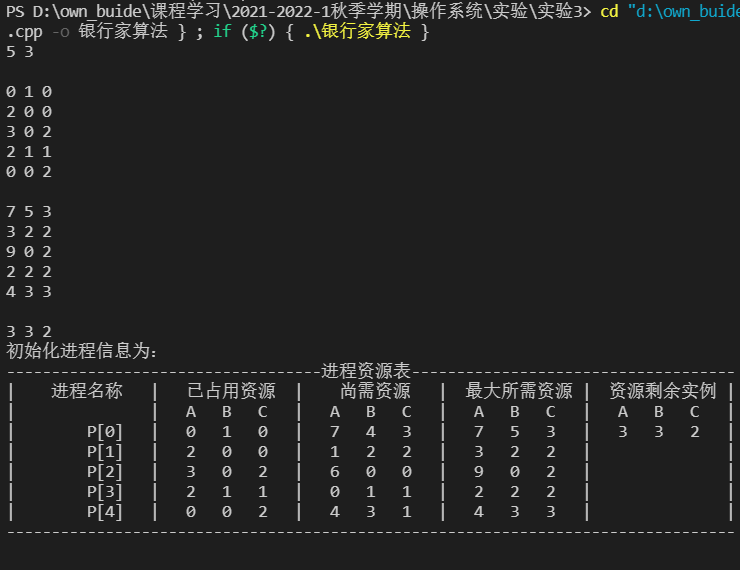 PS D:\own_buide\课程学习\2021-2022-1秋季学期\操作系统\实验\实验3> cd "d:\own_buide
.cpp -o 银行家算法 } ; if ($?) { .\银行家算法 }
5 3
0 1 0
2 0 0
3 0 2
2 1 1
0 0 2
7 5 3
3 2 2
9 0 2
2 2 2
4 3 3
3 3 2
初始化进程信息为:
-----------------------------------进程资源表------------------------------------
|    进程名称   |   已占用资源  |    尚需资源   |  最大所需资源 |  资源剩余实例 |
|               |   A   B   C   |   A   B   C   |   A   B   C   |   A   B   C   |
|        P[0]   |   0   1   0   |   7   4   3   |   7   5   3   |   3   3   2   |
|        P[1]   |   2   0   0   |   1   2   2   |   3   2   2   |               |
|        P[2]   |   3   0   2   |   6   0   0   |   9   0   2   |               |
|        P[3]   |   2   1   1   |   0   1   1   |   2   2   2   |               |
|        P[4]   |   0   0   2   |   4   3   1   |   4   3   3   |               |
---------------------------------------------------------------------------------